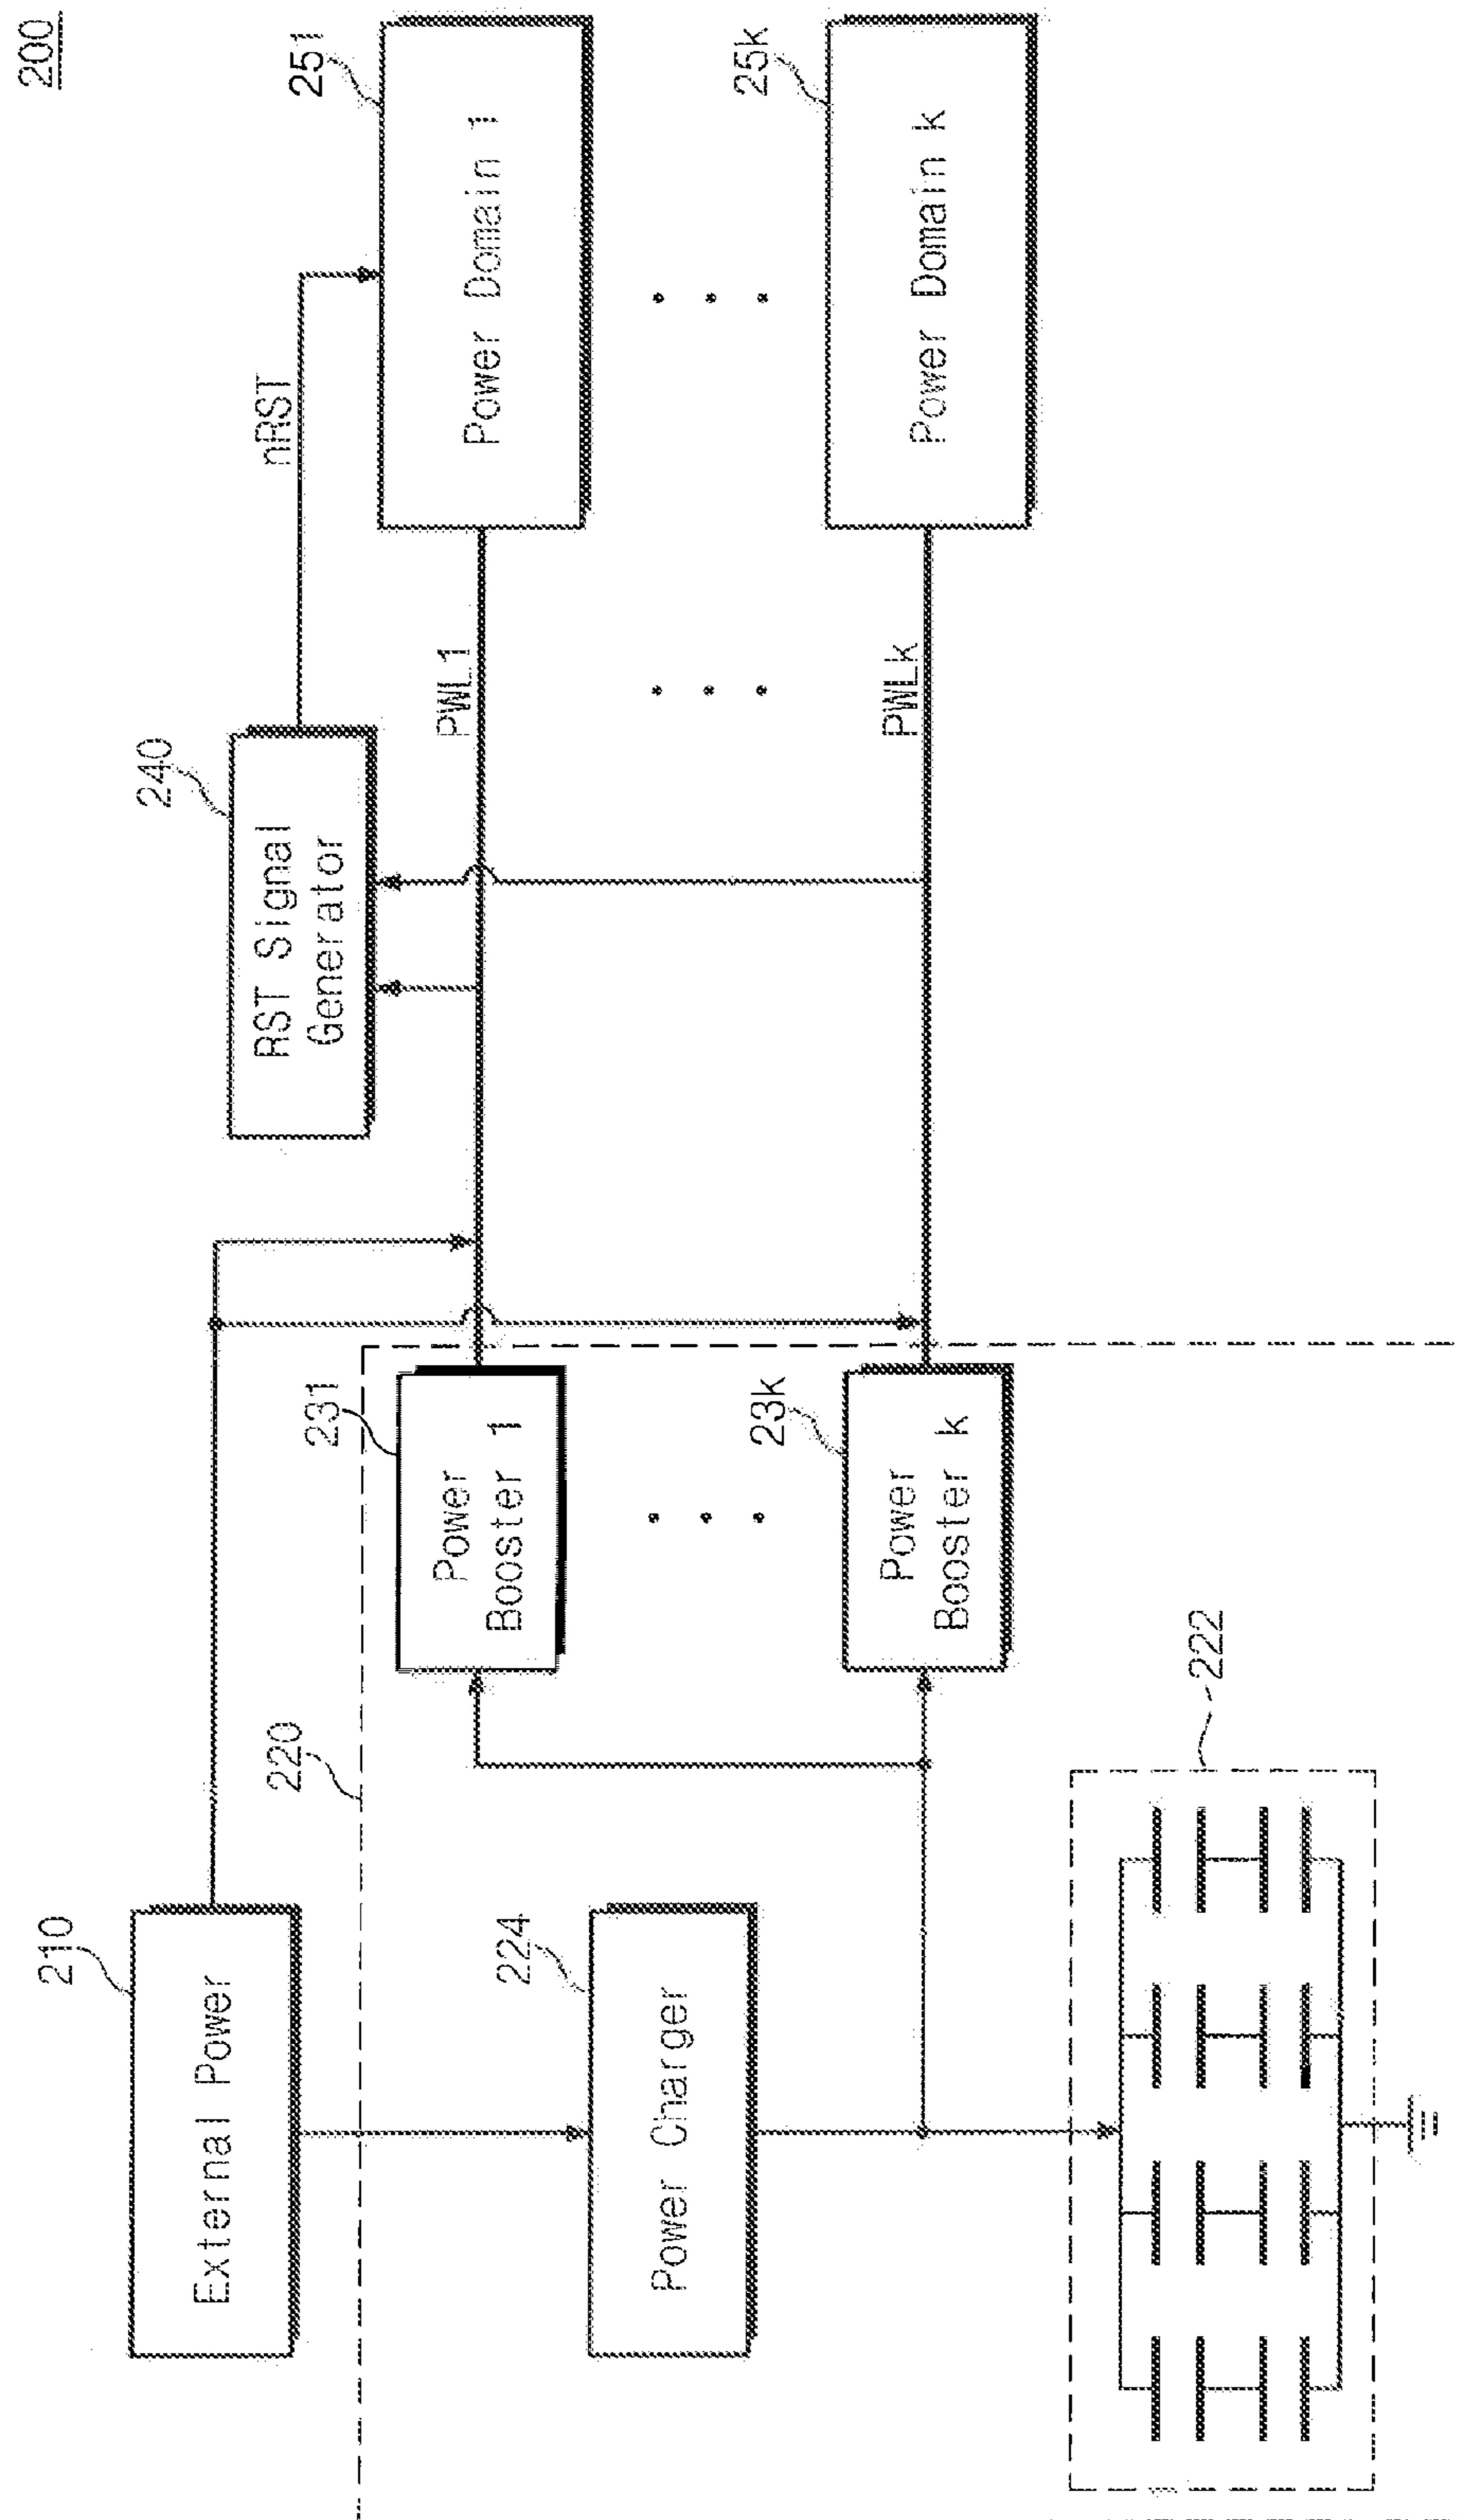 200
210
External Power
220
224
Power Charger
222
231
Power
Booster 1
23k
Power
Booster k
240
RST Signal
Generator
nRST
PWL1
PWLk
251
Power Domain 1
25k
Power Domain k